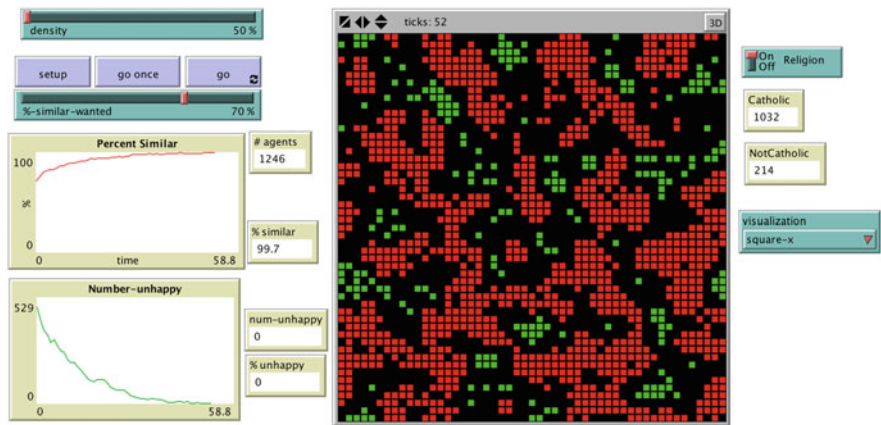 density 50 %
setup
go once
go
%-similar-wanted 70 %
Percent Similar
100
%
0
0 time 58.8
# agents
1246
% similar
99.7
Number-unhappy
529
0
0 58.8
num-unhappy
0
% unhappy
0
ticks: 52
3D
On
Off Religion
Catholic
1032
NotCatholic
214
visualization
square-x